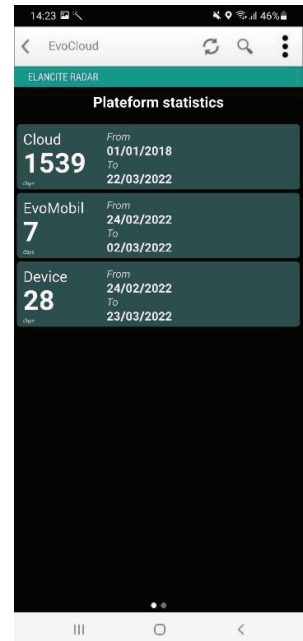 14:23 46%
EvoCloud
ELANCITE RADAR
Plateform statistics
Cloud
1539
days
From
01/01/2018
To
22/03/2022
EvoMobil
7
days
From
24/02/2022
To
02/03/2022
Device
28
days
From
24/02/2022
To
23/03/2022